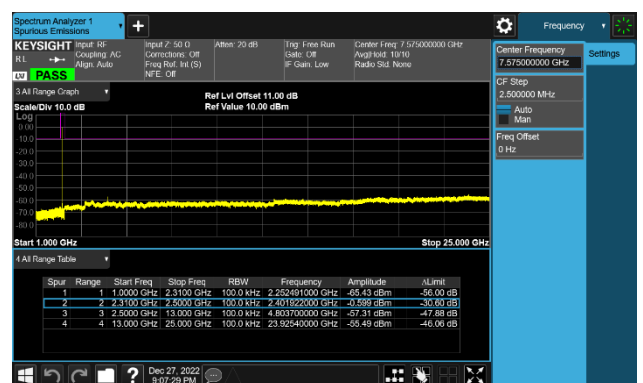 Spectrum Analyzer 1
Spurious Emissions
+
Frequency
KEYSIGHT
RL
Align: Auto
LV PASS
Input: RF
Coupling: AC
Input Z: 50 Ω
Corrections: Off
Freq Ref: Int (S)
NFE: Off
Atten: 20 dB
Trig: Free Run
Gate: Off
IF Gain: Low
Center Freq: 7.575000000 GHz
Avg|Hold: 10/10
Radio Std: None
Center Frequency
7.575000000 GHz
Settings
CF Step
2.500000 MHz
Auto
Man
Freq Offset
0 Hz
3 All Range Graph
Scale/Div 10.0 dB
Ref Lvl Offset 11.00 dB
Ref Value 10.00 dBm
Log
0.00
-10.0
-20.0
-30.0
-40.0
-50.0
-60.0
-70.0
-80.0
Start 1.000 GHz
Stop 25.000 GHz
4 All Range Table
Spur Range Start Freq Stop Freq RBW Frequency Amplitude ΔLimit
1 1 1.0000 GHz 2.3100 GHz 100.0 kHz 2.252491000 GHz -65.43 dBm -56.00 dB
2 2 2.3100 GHz 2.5000 GHz 100.0 kHz 2.401922000 GHz -0.599 dBm -30.60 dB
3 3 2.5000 GHz 13.000 GHz 100.0 kHz 4.803700000 GHz -57.31 dBm -47.88 dB
4 4 13.000 GHz 25.000 GHz 100.0 kHz 23.92540000 GHz -55.49 dBm -46.06 dB
?
Dec 27, 2022
9:07:29 PM